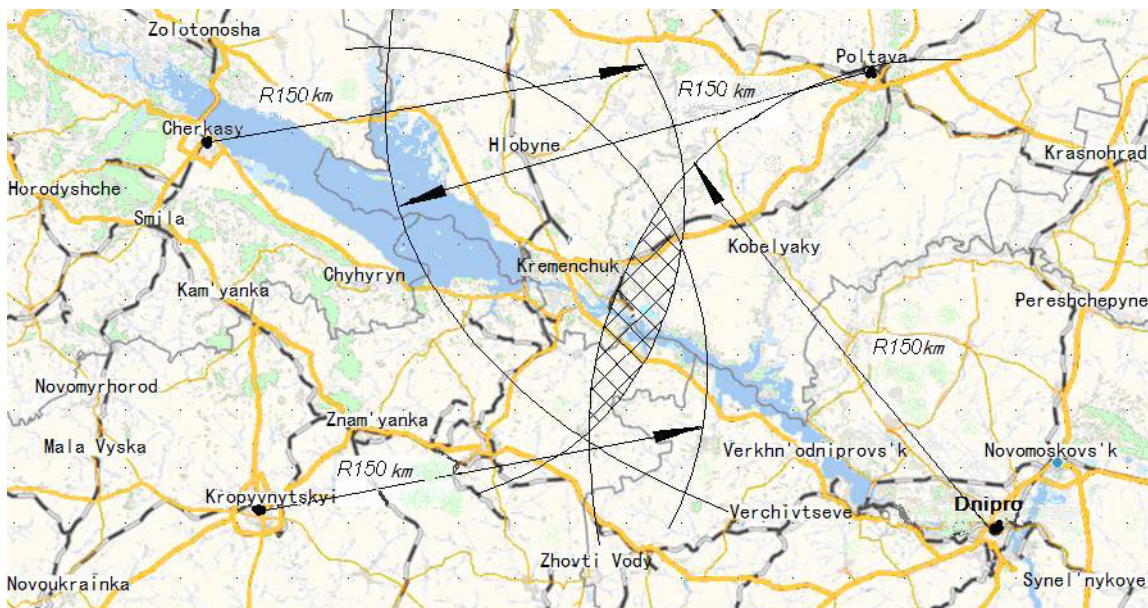 Zolotonosha
Poltava
R150 km
R150 km
Cherkasy
Hlobyne
Krasnohrad
Horodyshche
Smila
Kobelyaky
Kremenchuk
Chyhyryn
Kam'yanka
Pereshchepyne
R150km
Novomyrhorod
Znam'yanka
Mala Vyska
Verkhn'odniprovs'k
Novomoskovs'k
R150 km
Kropyvnytskyi
Dnipro
Verchivtseve
Zhovti Vody
Novoukrainka
Synel'nykove